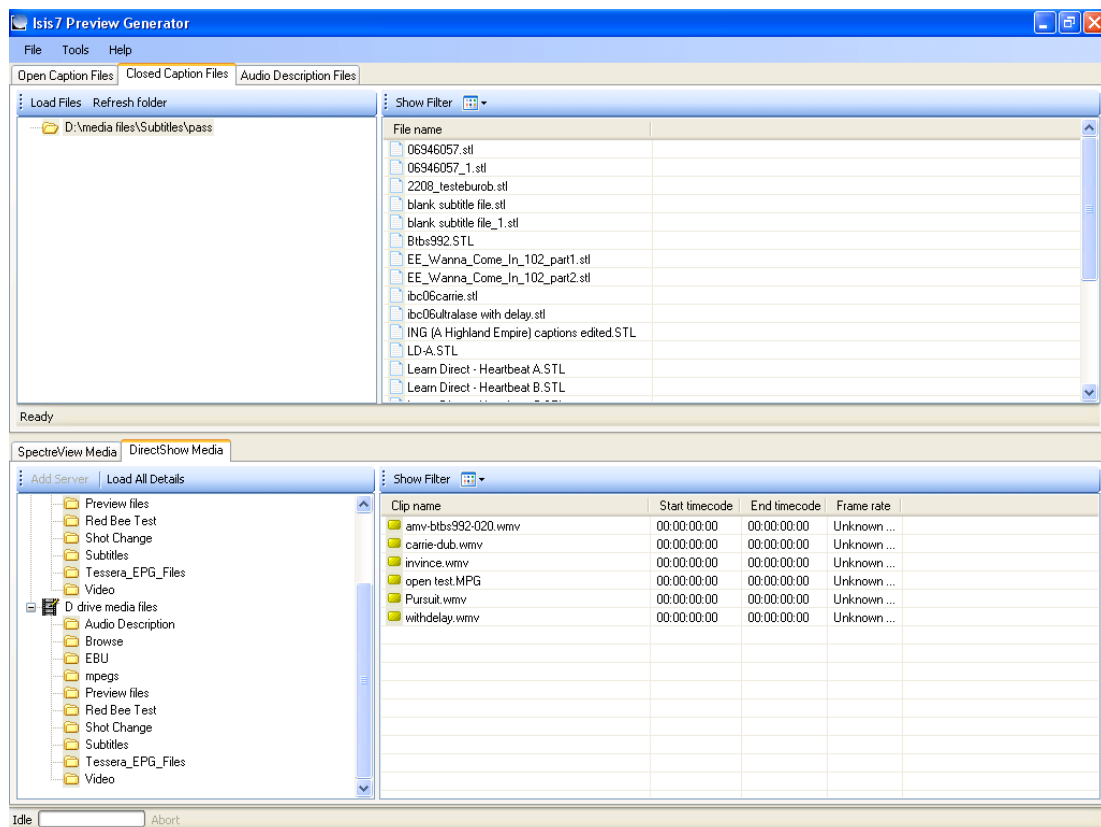 Isis7 Preview Generator
File Tools Help
Open Caption Files Closed Caption Files Audio Description Files
Load Files Refresh folder
Show Filter
D:\media files\Subtitles\pass
File name
06946057.stl
06946057_1.stl
2208_testeburob.stl
blank subtitle file.stl
blank subtitle file_1.stl
Btbs992.STL
EE_Wanna_Come_In_102_part1.stl
EE_Wanna_Come_In_102_part2.stl
ibc06carrie.stl
ibc06ultralase with delay.stl
ING (A Highland Empire) captions edited.STL
LD-A.STL
Learn Direct - Heartbeat A.STL
Learn Direct - Heartbeat B.STL
Ready
SpectreView Media DirectShow Media
Add Server Load All Details
Preview files
Red Bee Test
Shot Change
Subtitles
Tessera_EPG_Files
Video
D drive media files
Audio Description
Browse
EBU
mpegs
Preview files
Red Bee Test
Shot Change
Subtitles
Tessera_EPG_Files
Video
Show Filter
Clip name Start timecode End timecode Frame rate
amv-btbs992-020.wmv 00:00:00:00 00:00:00:00 Unknown ...
carrie-dub.wmv 00:00:00:00 00:00:00:00 Unknown ...
invince.wmv 00:00:00:00 00:00:00:00 Unknown ...
open test.MPG 00:00:00:00 00:00:00:00 Unknown ...
Pursuit.wmv 00:00:00:00 00:00:00:00 Unknown ...
withdelay.wmv 00:00:00:00 00:00:00:00 Unknown ...
Idle Abort